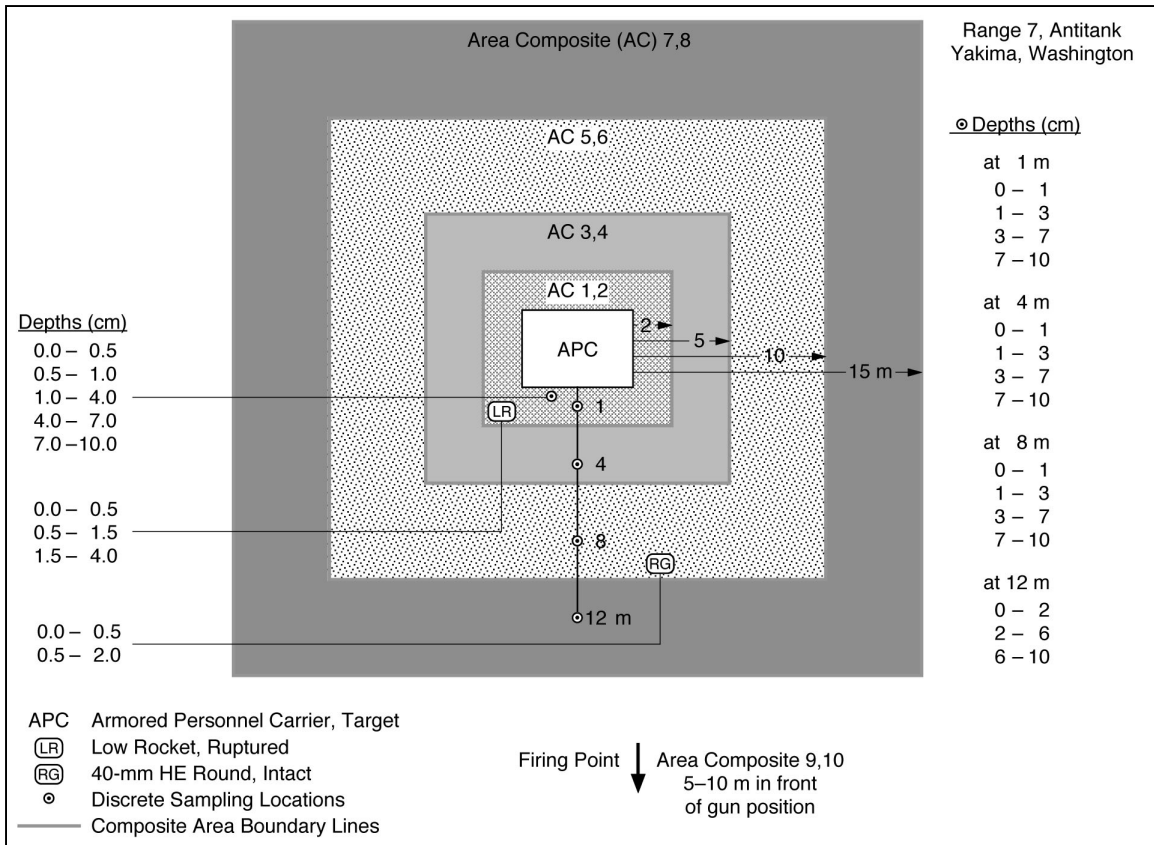 Area Composite (AC) 7,8
Range 7, Antitank
Yakima, Washington
AC 5,6
AC 3,4
AC 1,2
APC
2
5
10
15 m
LR
1
4
8
RG
12 m
Depths (cm)
0.0 – 0.5
0.5 – 1.0
1.0 – 4.0
4.0 – 7.0
7.0 –10.0
0.0 – 0.5
0.5 – 1.5
1.5 – 4.0
0.0 – 0.5
0.5 – 2.0
Depths (cm)
at 1 m
0 – 1
1 – 3
3 – 7
7 – 10
at 4 m
0 – 1
1 – 3
3 – 7
7 – 10
at 8 m
0 – 1
1 – 3
3 – 7
7 – 10
at 12 m
0 – 2
2 – 6
6 – 10
APC Armored Personnel Carrier, Target
LR Low Rocket, Ruptured
RG 40-mm HE Round, Intact
Discrete Sampling Locations
Composite Area Boundary Lines
Firing Point
Area Composite 9,10
5–10 m in front
of gun position